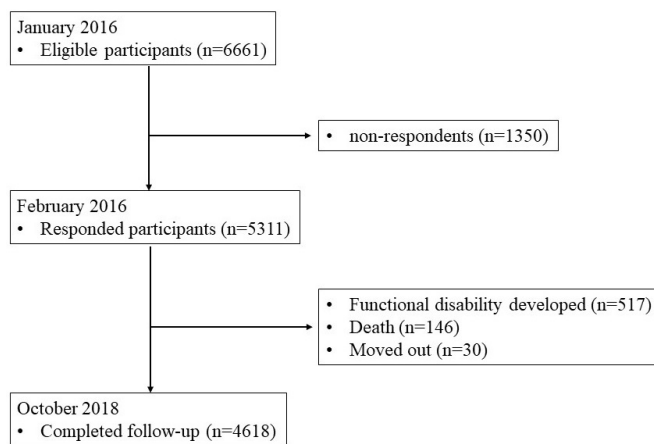 January 2016
• Eligible participants (n=6661)
• non-respondents (n=1350)
February 2016
• Responded participants (n=5311)
• Functional disability developed (n=517)
• Death (n=146)
• Moved out (n=30)
October 2018
• Completed follow-up (n=4618)